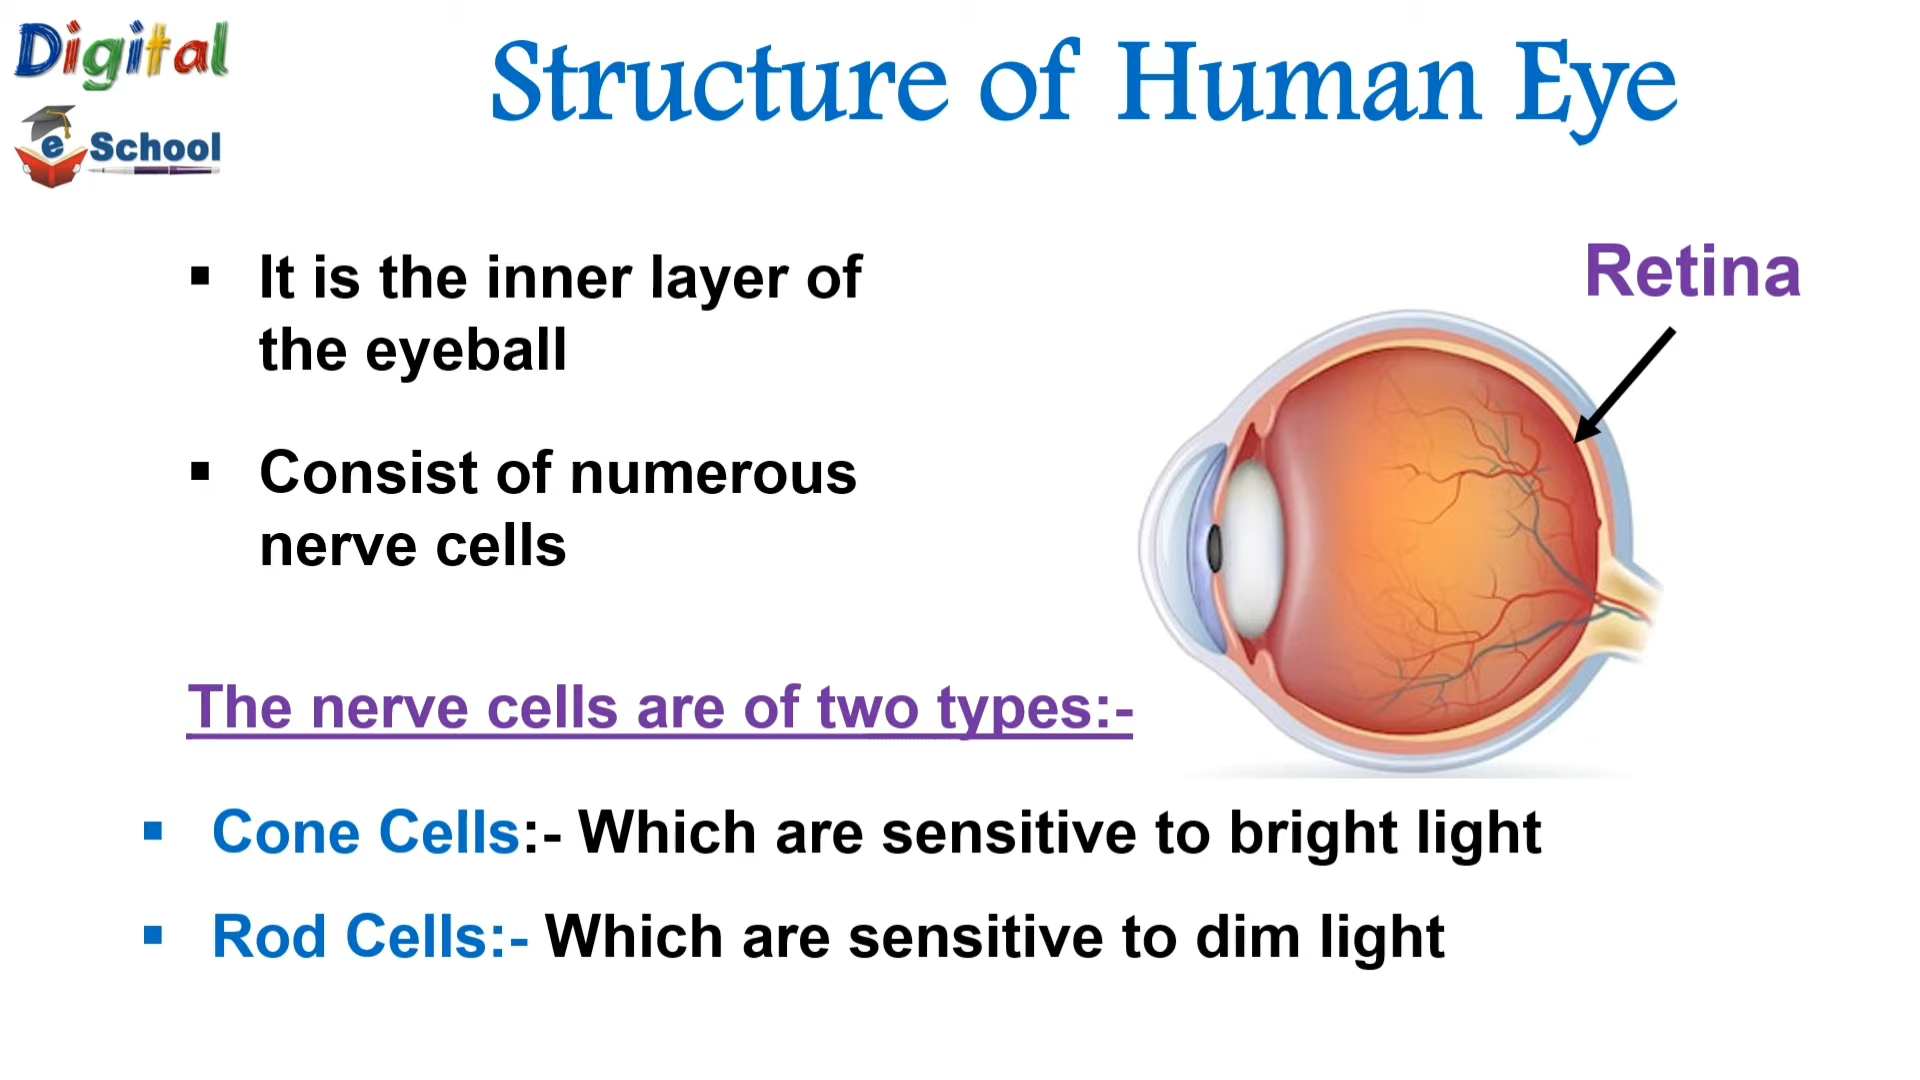 Digital
e School
Structure of Human Eye
▪ It is the inner layer of
the eyeball
▪ Consist of numerous
nerve cells
Retina
The nerve cells are of two types:-
▪ Cone Cells:- Which are sensitive to bright light
▪ Rod Cells:- Which are sensitive to dim light